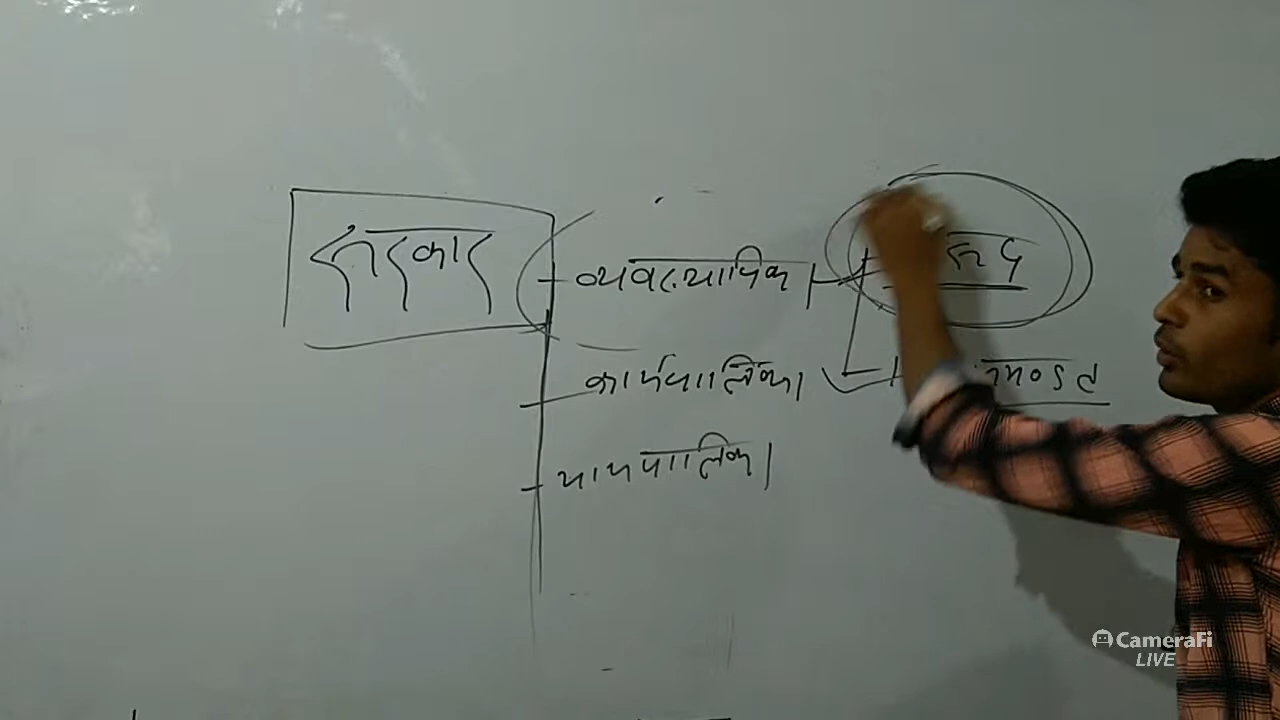 सरकार
व्यवस्थापिका
कार्यपालिका
न्यायपालिका
CameraFi
LIVE